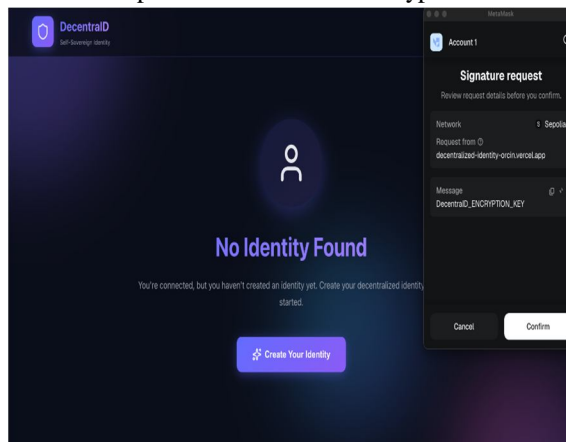 DecentralD
Self-Sovereign Identity
No Identity Found
You're connected, but you haven't created an identity yet. Create your decentralized identity
started.
Create Your Identity
MetaMask
Account 1
Signature request
Review request details before you confirm.
Network
S Sepolia
Request from
decentralized-identity-orcin.vercel.app
Message
DecentralD_ENCRYPTION_KEY
Cancel
Confirm